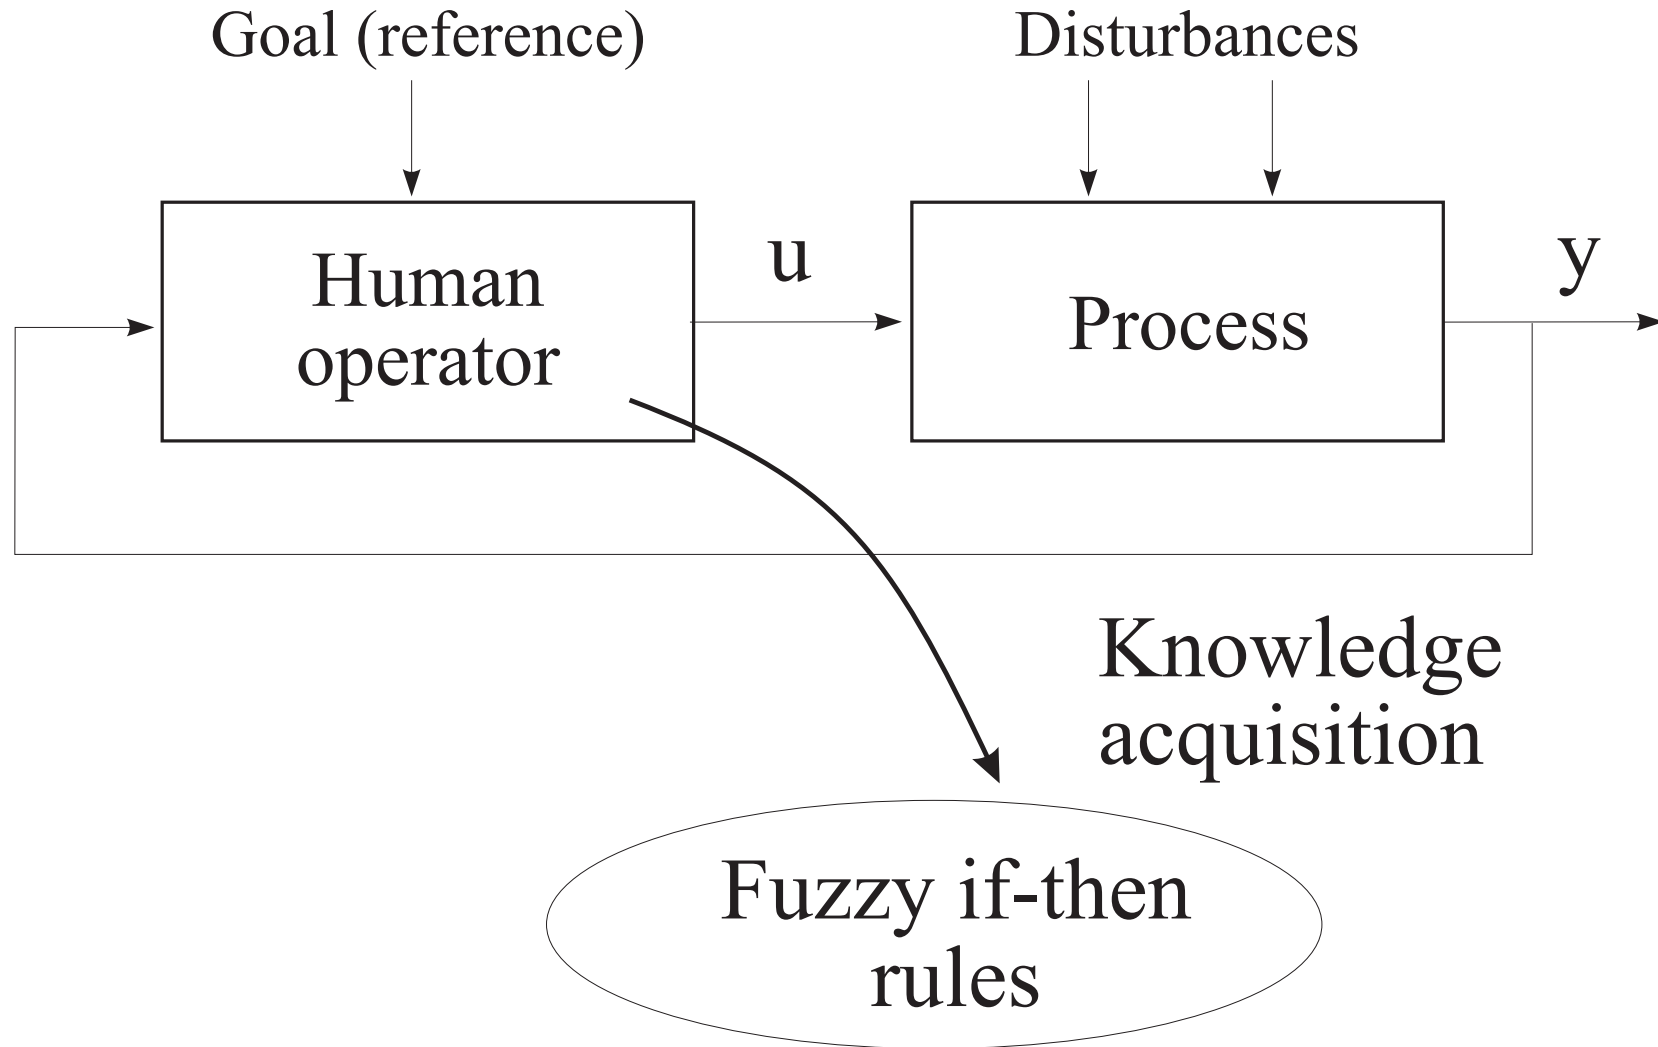 Goal (reference)
Disturbances
Human
operator
u
Process
y
Knowledge
acquisition
Fuzzy if-then
rules